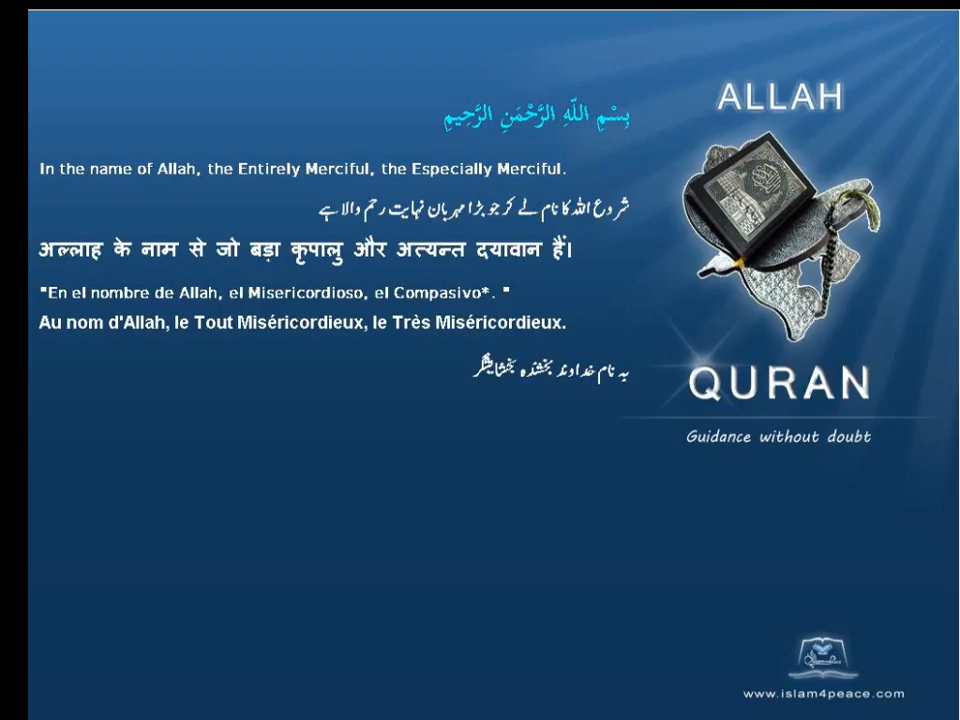 بِسْمِ اللَّهِ الرَّحْمَنِ الرَّحِيمِ
In the name of Allah, the Entirely Merciful, the Especially Merciful.
شروع الله کا نام لے کر جو بڑا مہربان نہایت رحم والا ہے
अल्लाह के नाम से जो बड़ा कृपालु और अत्यन्त दयावान हैं।
"En el nombre de Allah, el Misericordioso, el Compasivo*. "
Au nom d'Allah, le Tout Miséricordieux, le Très Miséricordieux.
به نام خداوند بخشنده بخشایشگر
ALLAH
QURAN
Guidance without doubt
www.islam4peace.com